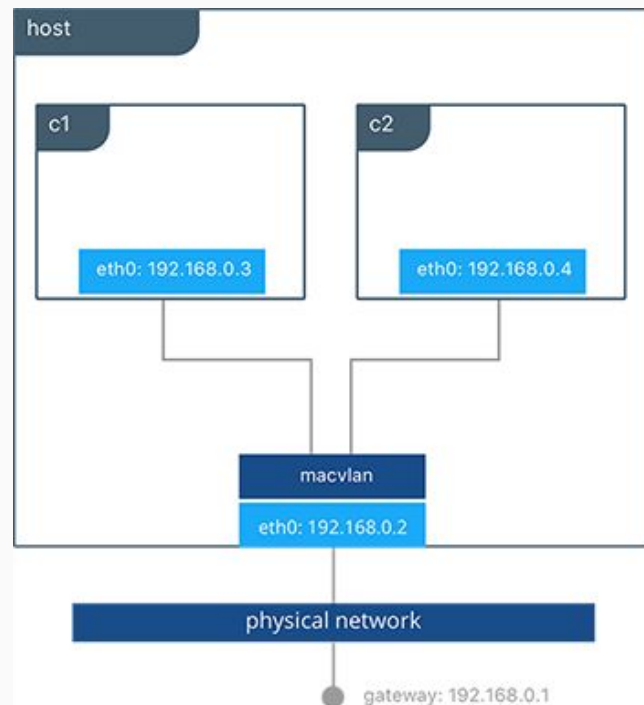 host
c1
c2
eth0: 192.168.0.3
eth0: 192.168.0.4
macvlan
eth0: 192.168.0.2
physical network
gateway: 192.168.0.1